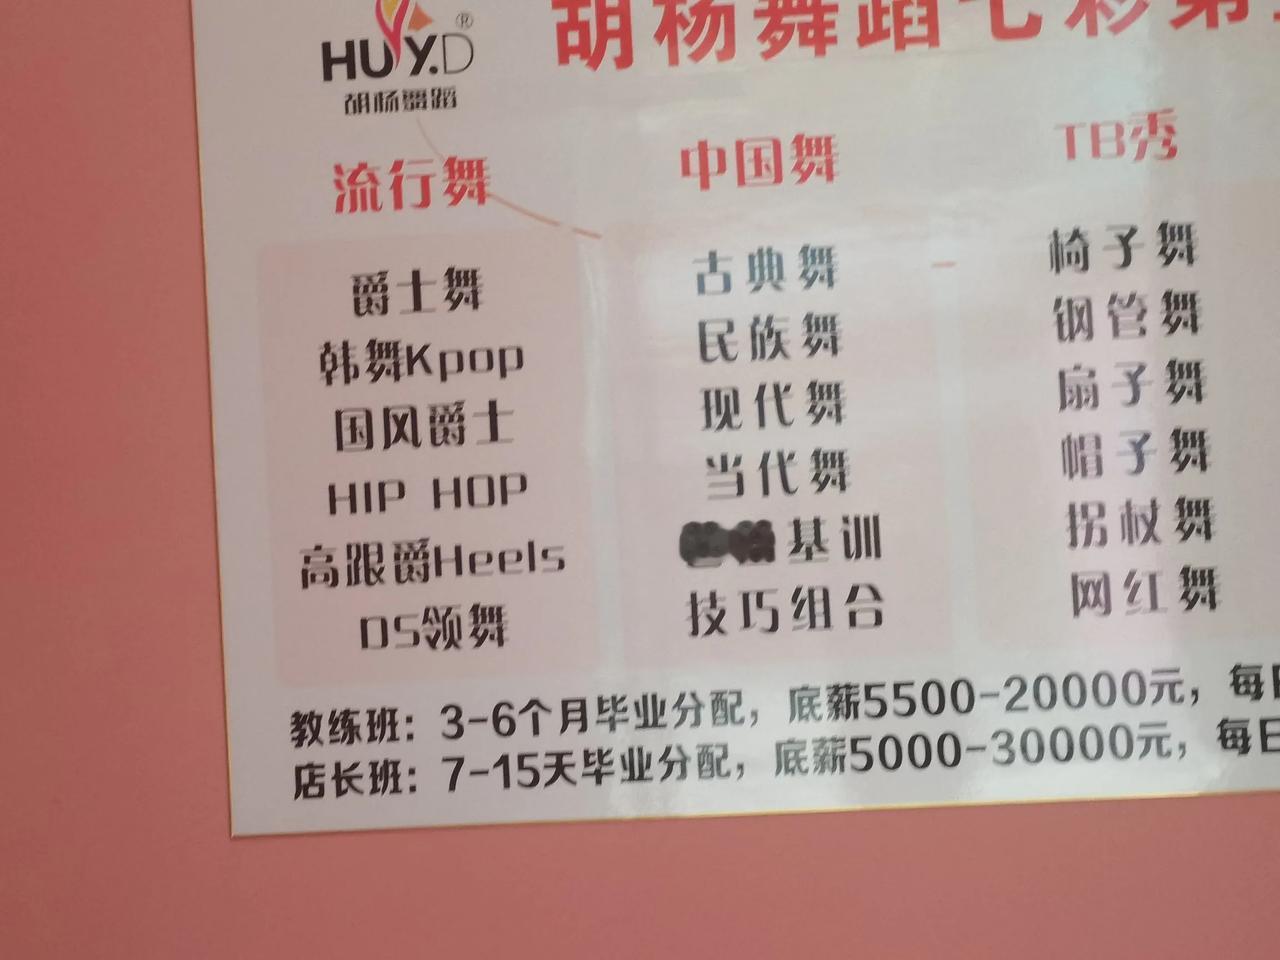 HUY.D®
胡杨舞蹈
胡杨舞蹈七彩
流行舞
爵士舞
韩舞Kpop
国风爵士
HIP HOP
高跟爵Heels
DS领舞
中国舞
古典舞
民族舞
现代舞
当代舞
基训
技巧组合
TB秀
椅子舞
钢管舞
扇子舞
帽子舞
拐杖舞
网红舞
教练班：3-6个月毕业分配，底薪5500-20000元，每
店长班：7-15天毕业分配，底薪5000-30000元，每日